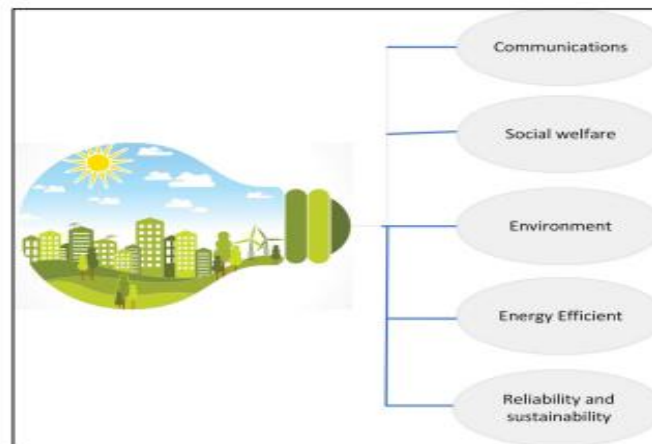 Communications
Social welfare
Environment
Energy Efficient
Reliability and
sustainability